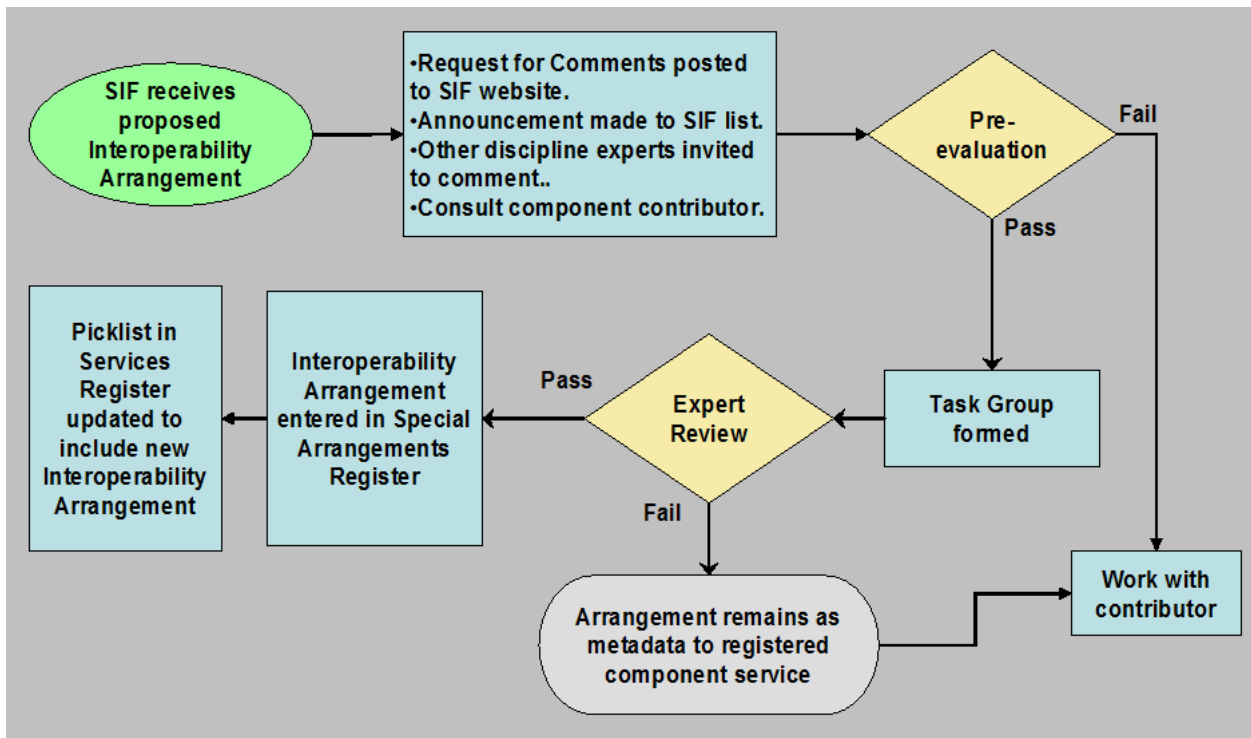 SIF receives
proposed
Interoperability
Arrangement
•Request for Comments posted
to SIF website.
•Announcement made to SIF list.
•Other discipline experts invited
to comment..
•Consult component contributor.
Pre-
evaluation
Fail
Pass
Task Group
formed
Expert
Review
Pass
Interoperability
Arrangement
entered in Special
Arrangements
Register
Picklist in
Services
Register
updated to
include new
Interoperability
Arrangement
Fail
Arrangement remains as
metadata to registered
component service
Work with
contributor